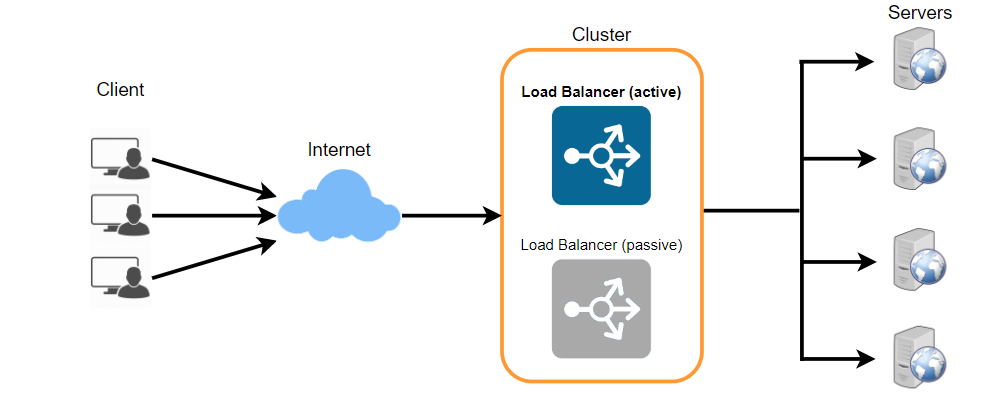 Client
Internet
Cluster
Load Balancer (active)
Load Balancer (passive)
Servers